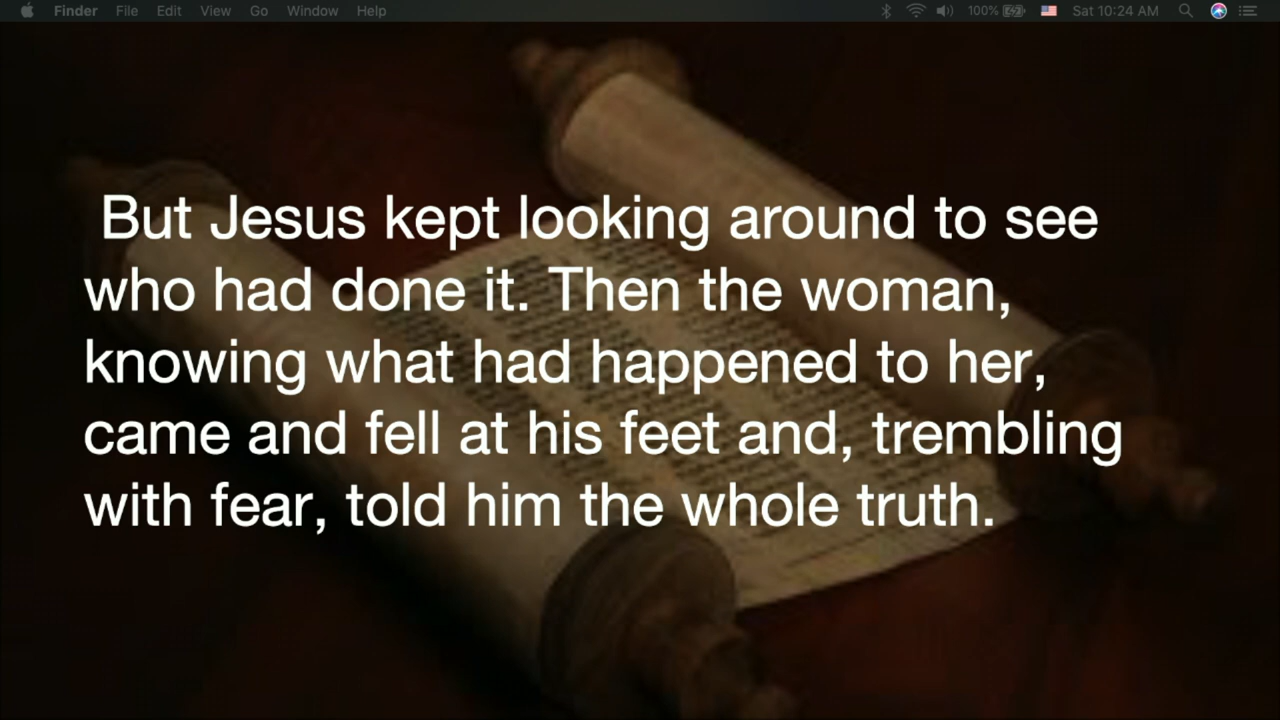 Finder File Edit View Go Window Help 100% Sat 10:24 AM
But Jesus kept looking around to see
who had done it. Then the woman,
knowing what had happened to her,
came and fell at his feet and, trembling
with fear, told him the whole truth.